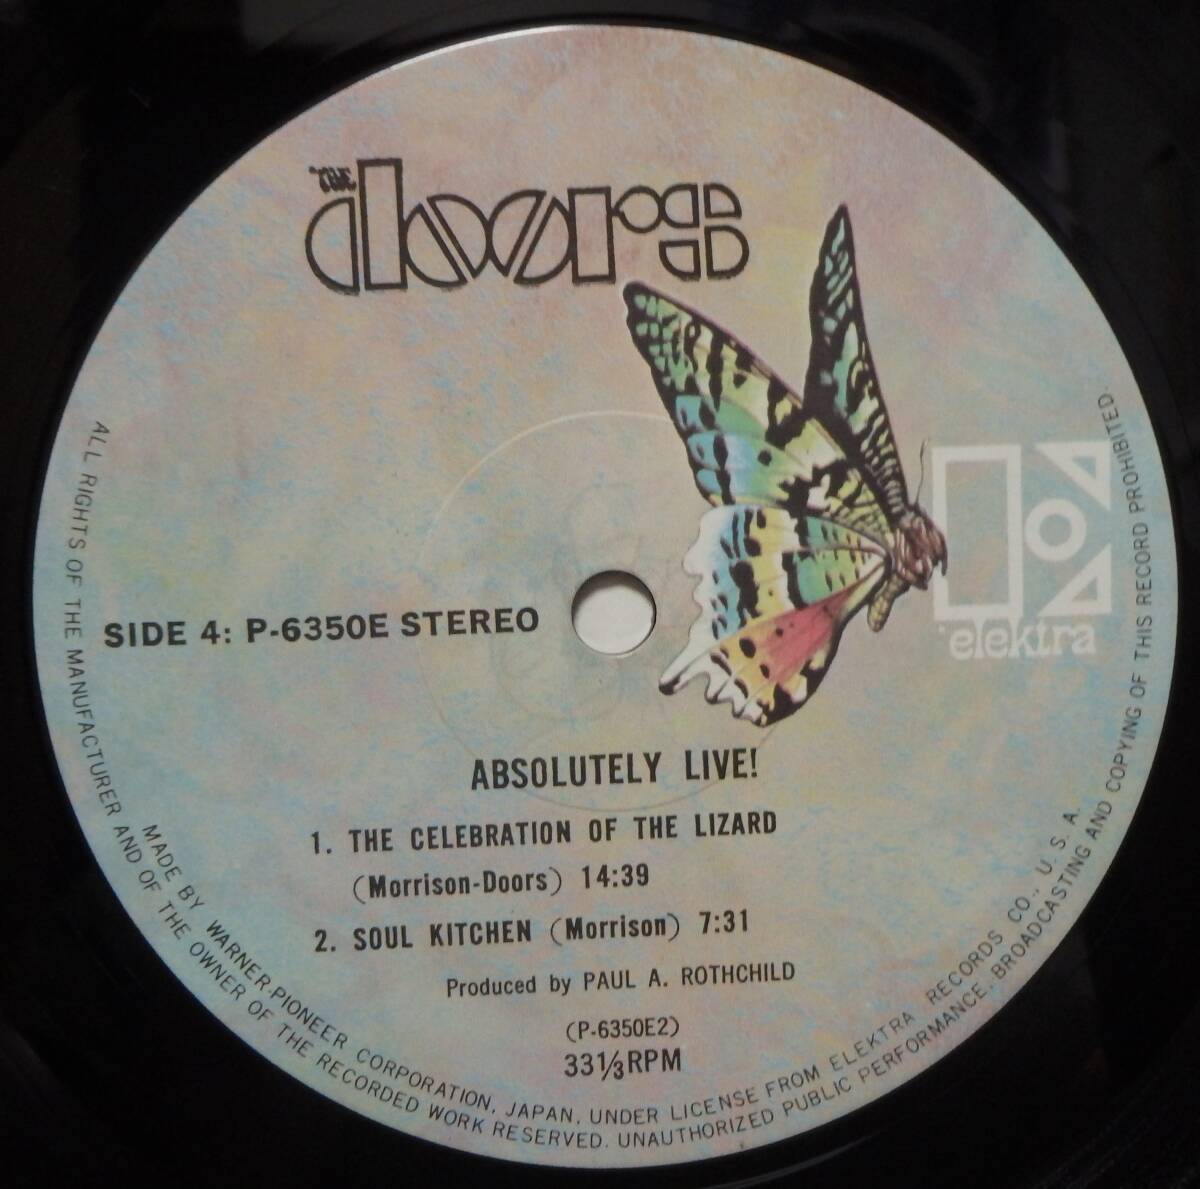 THE
doors
elektra
SIDE 4: P-6350E STEREO
ABSOLUTELY LIVE!
1. THE CELEBRATION OF THE LIZARD
(Morrison-Doors) 14:39
2. SOUL KITCHEN (Morrison) 7:31
Produced by PAUL A. ROTHCHILD
(P-6350E2)
33⅓RPM
MADE BY WARNER-PIONEER CORPORATION, JAPAN, UNDER LICENSE FROM ELEKTRA RECORDS CO., U. S. A.
ALL RIGHTS OF THE MANUFACTURER AND OF THE OWNER OF THE RECORDED WORK RESERVED. UNAUTHORIZED PUBLIC PERFORMANCE. BROADCASTING AND COPYING OF THIS RECORD PROHIBITED.